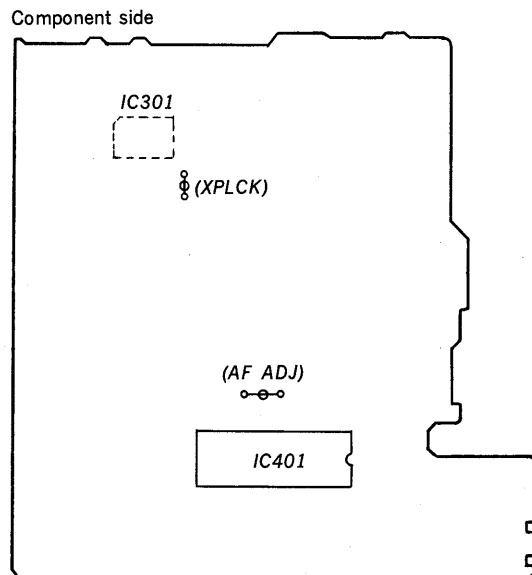 Component side
IC301
(XPLCK)
(AF ADJ)
IC401